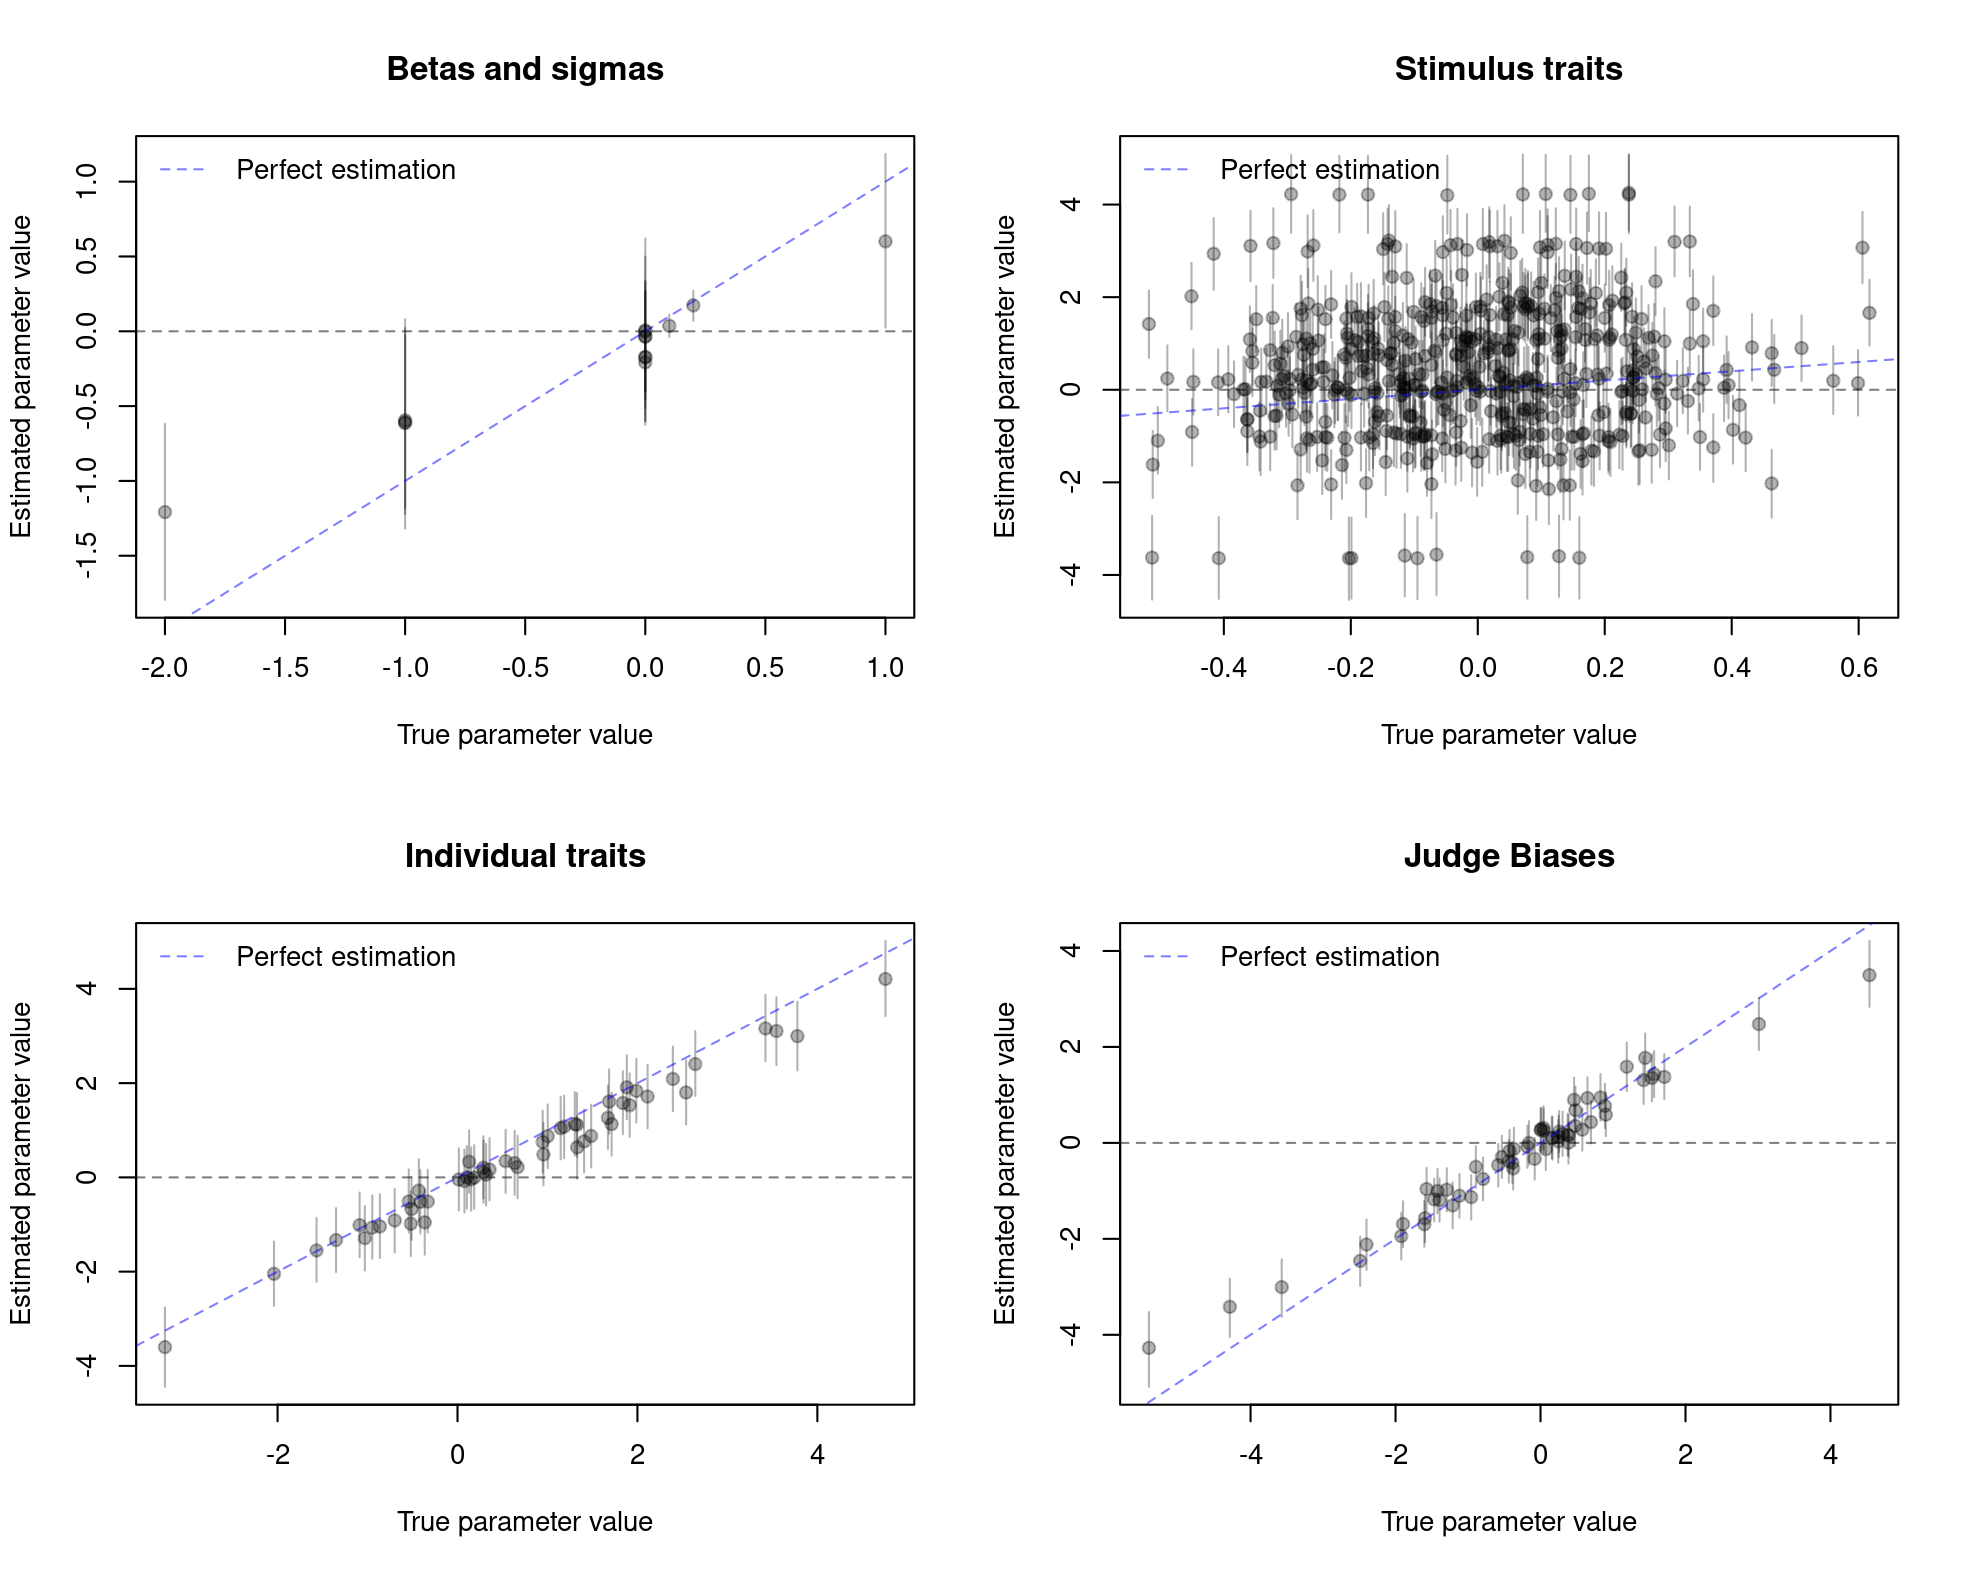 Betas and sigmas
Perfect estimation
Estimated parameter value
1.0
0.5
0.0
-0.5
-1.0
-1.5
-2.0 -1.5 -1.0 -0.5 0.0 0.5 1.0
True parameter value
Stimulus traits
Perfect estimation
Estimated parameter value
4
2
0
-2
-4
-0.4 -0.2 0.0 0.2 0.4 0.6
True parameter value
Individual traits
Perfect estimation
Estimated parameter value
4
2
0
-2
-4
-2 0 2 4
True parameter value
Judge Biases
Perfect estimation
Estimated parameter value
4
2
0
-2
-4
-4 -2 0 2 4
True parameter value